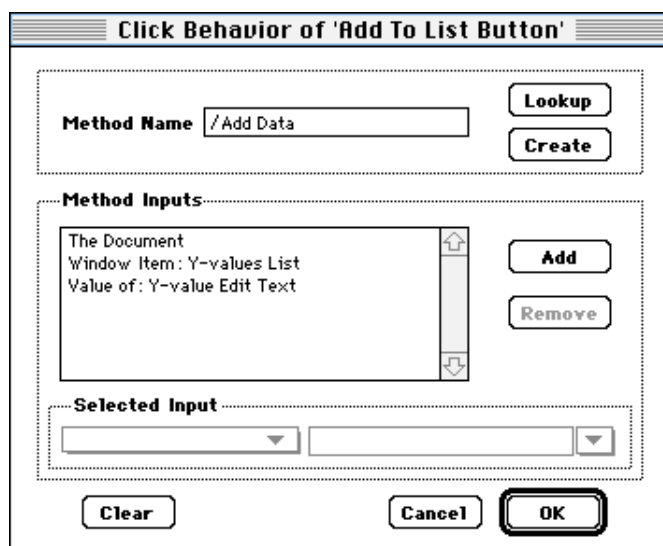 Click Behavior of 'Add To List Button'
Lookup
Method Name /Add Data
Create
Method Inputs
The Document
Window Item: Y-values List
Value of: Y-value Edit Text
Add
Remove
Selected Input
Clear
Cancel
OK